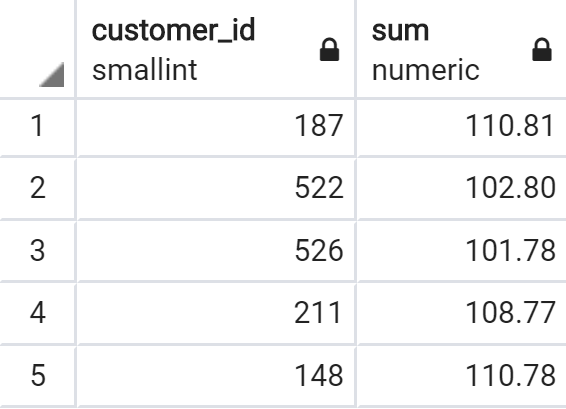 customer_id sum
smallint numeric
1 187 110.81
2 522 102.80
3 526 101.78
4 211 108.77
5 148 110.78